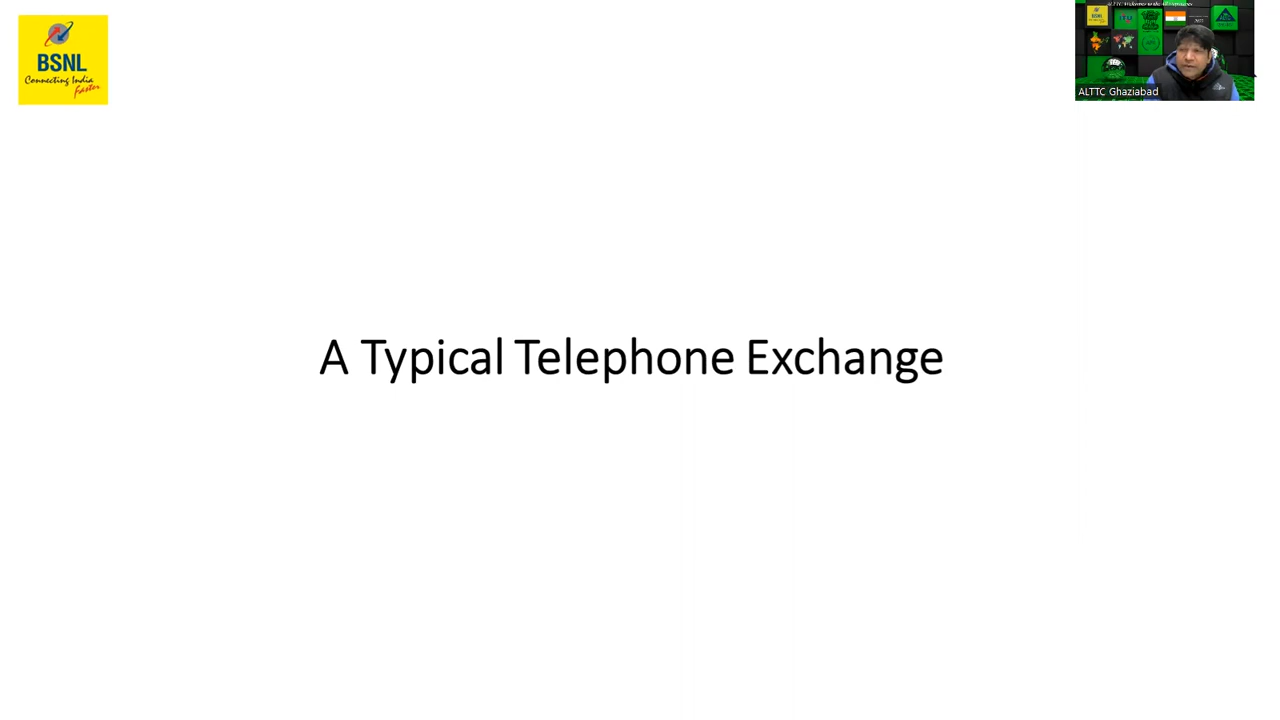 BSNL
Connecting India
faster
ALTTC Ghaziabad
A Typical Telephone Exchange